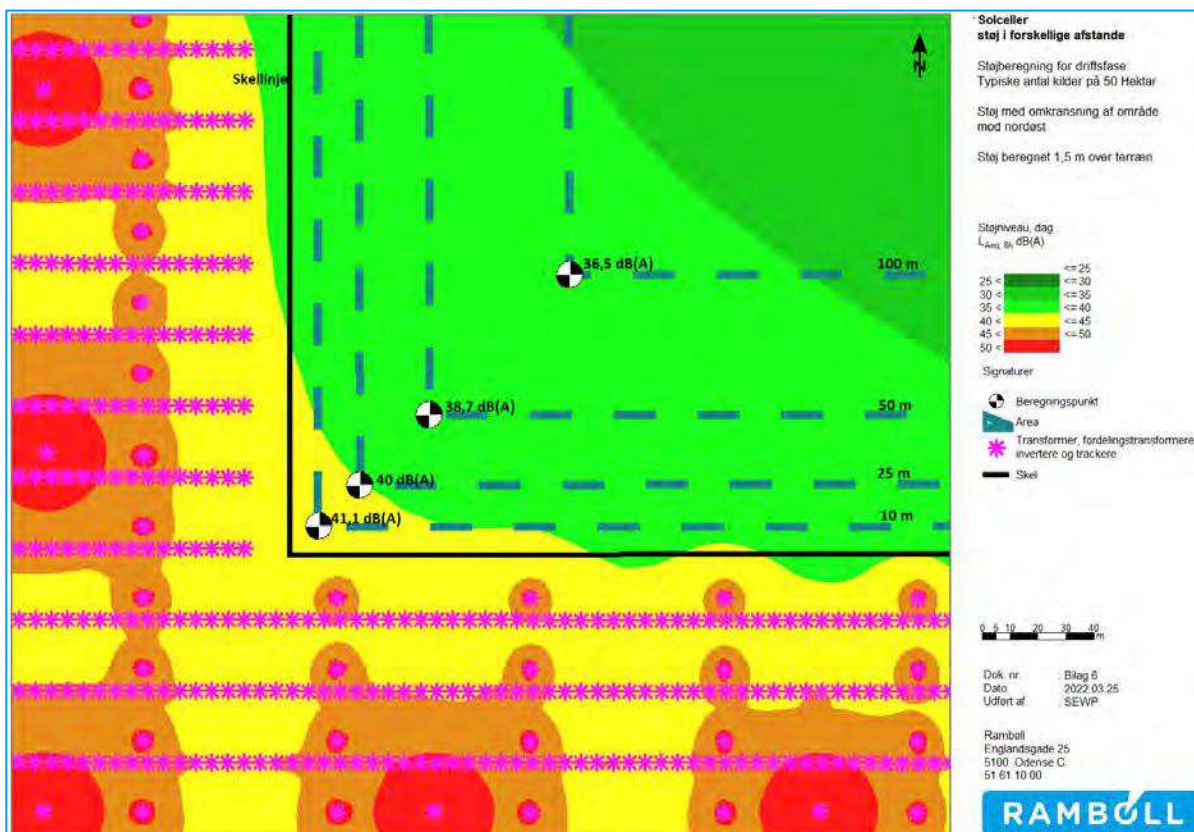 Skellinje
N
36,5 dB(A)
100 m
38,7 dB(A)
50 m
40 dB(A)
25 m
41,1 dB(A)
10 m
Solceller
støj i forskellige afstande
Støjberegning for driftsfase
Typiske antal kilder på 50 Hektar
Støj med omkransning af område
mod nordøst
Støj beregnet 1,5 m over terræn
Støjniveau, dag
LAeq, 8h dB(A)
<= 25
25 < <= 30
30 < <= 35
35 < <= 40
40 < <= 45
45 < <= 50
50 <
Signaturer
Beregningspunkt
Area
Transformer, fordelingstransformere
invertere og trackere
Skel
0 5 10 20 30 40
m
Dok. nr : Bilag 6
Dato : 2022.03.25
Udført af : SEWP
Rambøll
Englandsgade 25
5100 Odense C
51 61 10 00
RAMBOLL